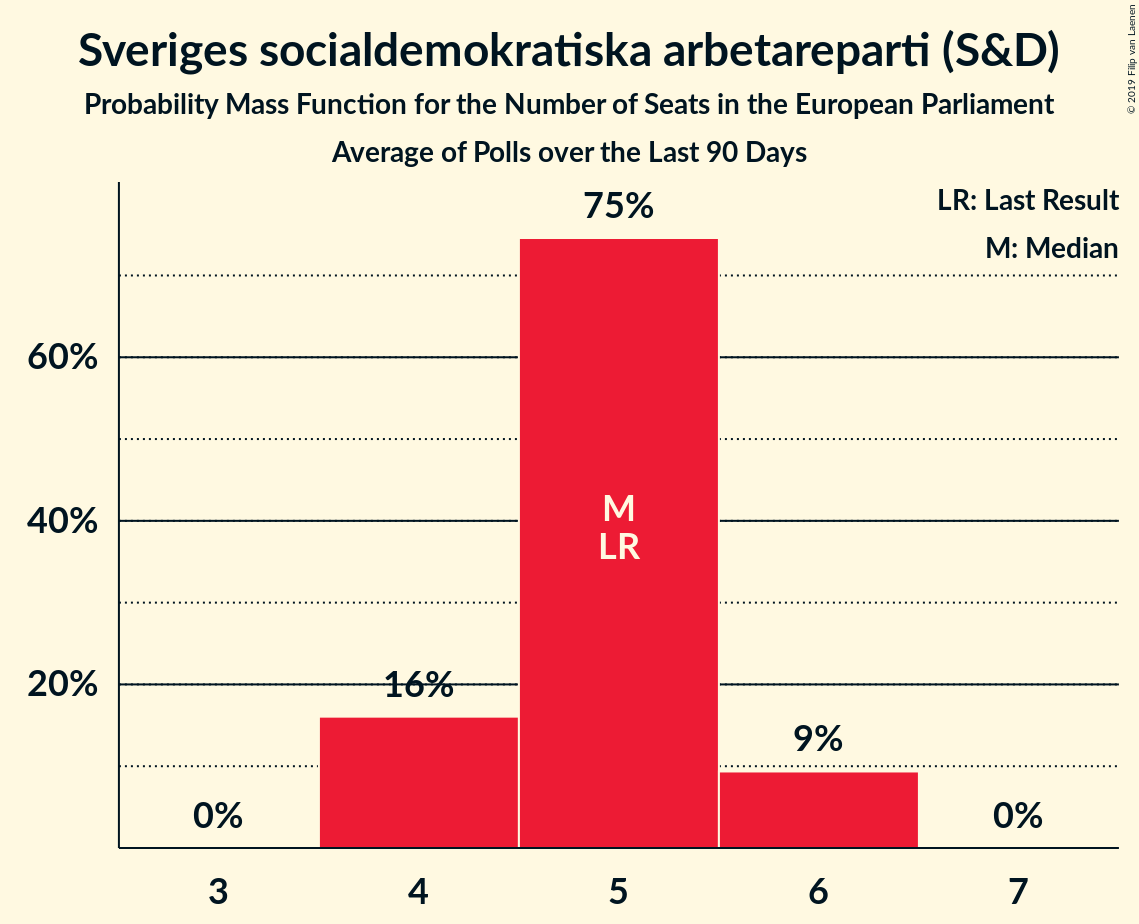 Sveriges socialdemokratiska arbetareparti (S&D)
Probability Mass Function for the Number of Seats in the European Parliament
Average of Polls over the Last 90 Days
© 2019 Filip van Laenen
LR: Last Result
M: Median
75%
60%
40%
20%
M
LR
16%
9%
0%
0%
3
4
5
6
7